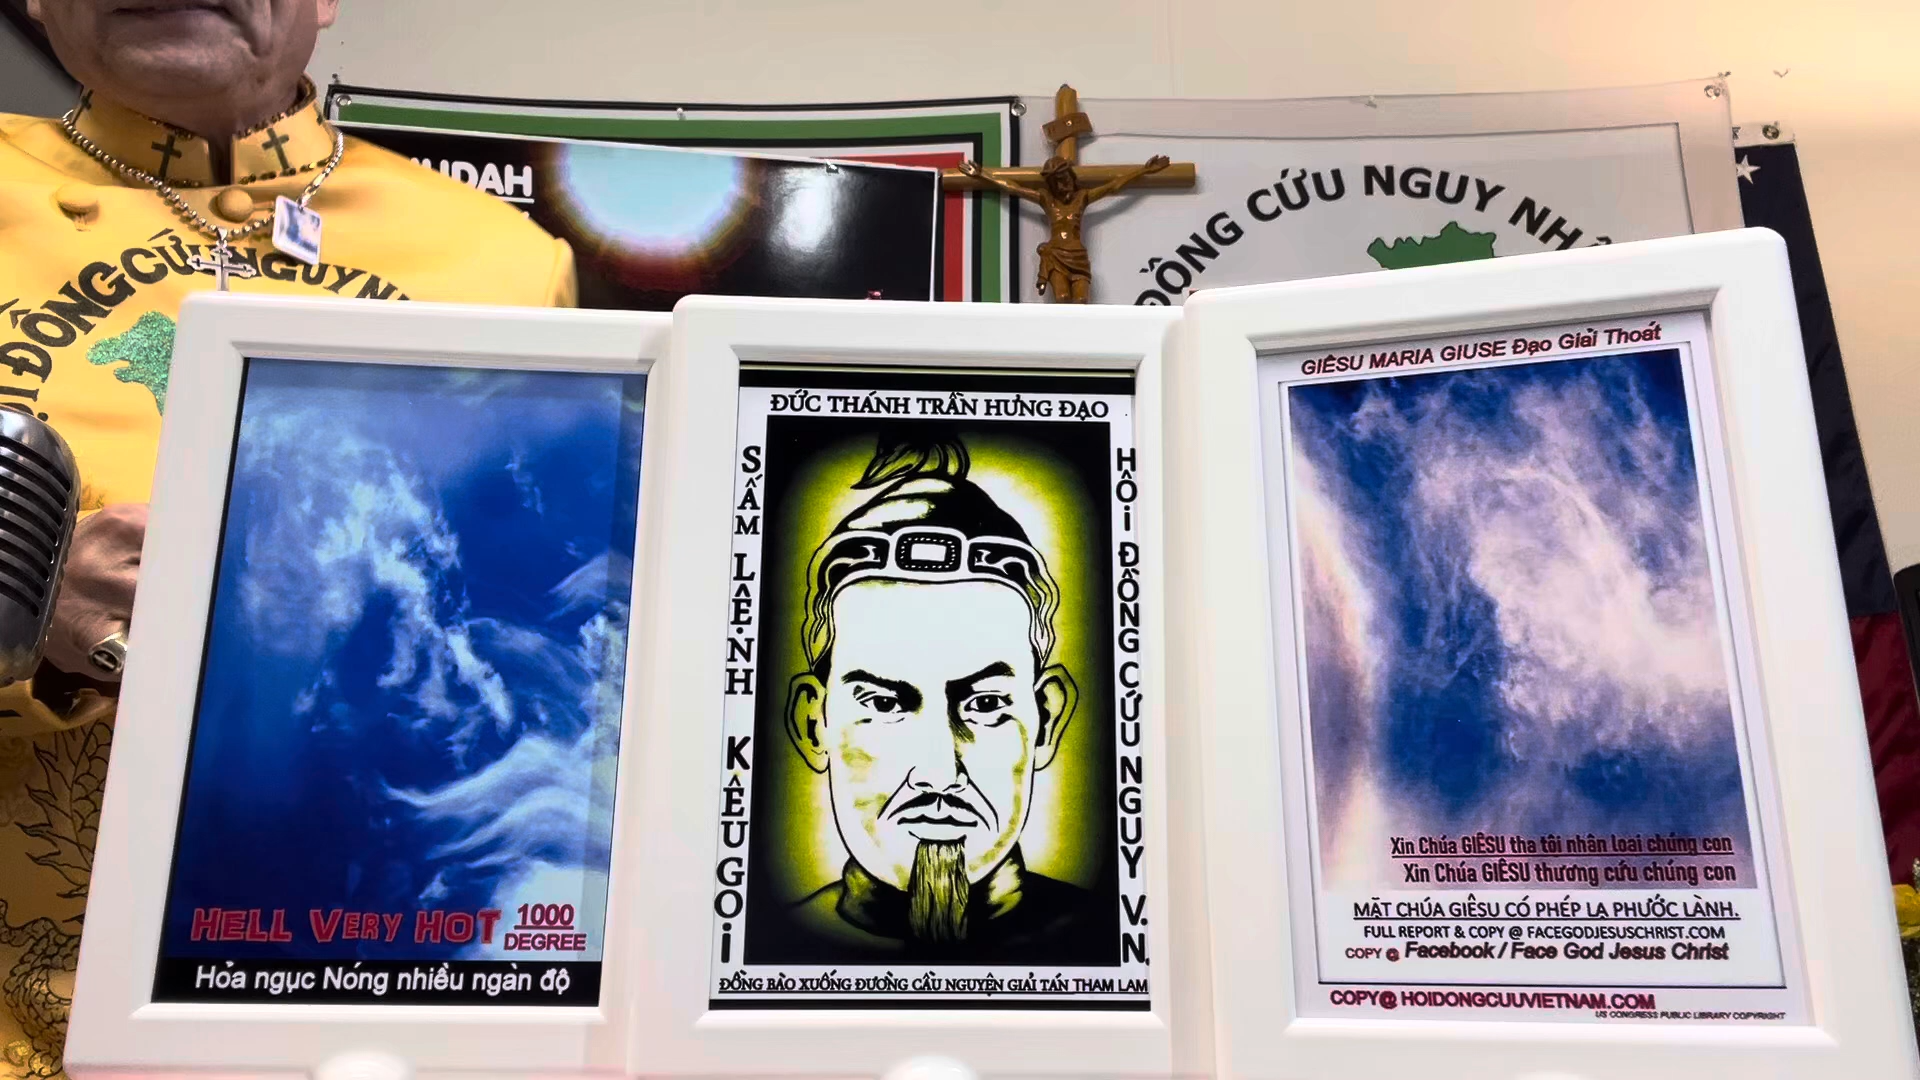 UDAH
ĐỒNG CỨU NGUY NH
ĐỒNG CỨU NGUY N
HELL VERY HOT 1000 DEGREE
Hỏa ngục Nóng nhiều ngàn độ
ĐỨC THÁNH TRẦN HƯNG ĐẠO
SẤM LỆNH KÊU GỌI
HỘI ĐỒNG CỨU NGUY V.N.
ĐỒNG BÀO XUỐNG ĐƯỜNG CẦU NGUYỆN GIẢI TÁN THAM LAM
GIÊSU MARIA GIUSE Đạo Giải Thoát
Xin Chúa GIÊSU tha tội nhân loại chúng con
Xin Chúa GIÊSU thương cứu chúng con
MẶT CHÚA GIÊSU CÓ PHÉP LẠ PHƯỚC LÀNH.
FULL REPORT & COPY @ FACEGODJESUSCHRIST.COM
COPY @ Facebook / Face God Jesus Christ
COPY@ HOIDONGCUUVIETNAM.COM
US CONGRESS PUBLIC LIBRARY COPYRIGHT